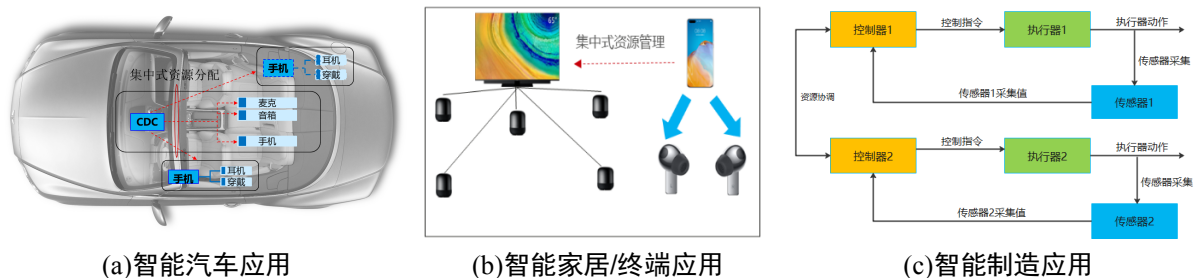 集中式资源分配
手机
耳机
穿戴
CDC
麦克
音箱
手机
手机
耳机
穿戴
(a)智能汽车应用
65"
集中式资源管理
(b)智能家居/终端应用
控制器1
控制指令
执行器1
执行器动作
传感器采集
传感器1采集值
传感器1
资源协调
控制器2
控制指令
执行器2
执行器动作
传感器采集
传感器2采集值
传感器2
(c)智能制造应用